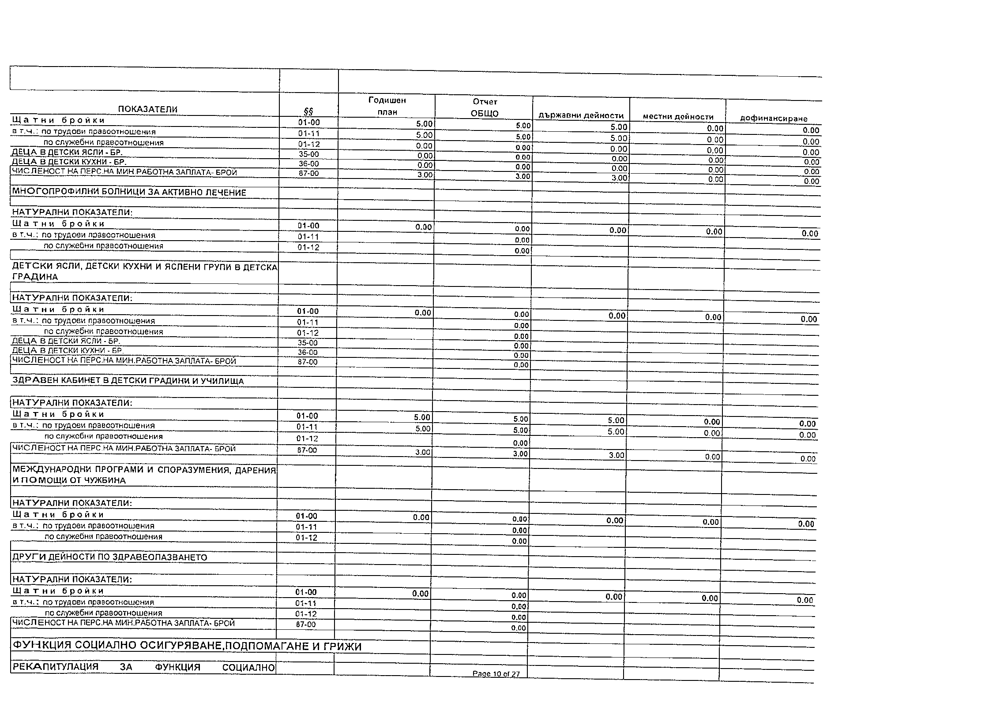 ПОКАЗАТЕЛИ §§ Годишен план Отчет ОБЩО държавни дейности местни дейности дофинансиране
Щатни бройки 01-00 5.00 5.00 5.00 0.00 0.00
в т.ч.: по трудови правоотношения 01-11 5.00 5.00 5.00 0.00 0.00
по служебни правоотношения 01-12 0.00 0.00 0.00 0.00 0.00
ДЕЦА В ДЕТСКИ ЯСЛИ - БР. 35-00 0.00 0.00 0.00 0.00 0.00
ДЕЦА В ДЕТСКИ КУХНИ - БР. 36-00 0.00 0.00 0.00 0.00 0.00
ЧИСЛЕНОСТ НА ПЕРС.НА МИН.РАБОТНА ЗАПЛАТА- БРОЙ 87-00 3.00 3.00 3.00 0.00 0.00
МНОГОПРОФИЛНИ БОЛНИЦИ ЗА АКТИВНО ЛЕЧЕНИЕ
НАТУРАЛНИ ПОКАЗАТЕЛИ:
Щатни бройки 01-00 0.00 0.00 0.00 0.00 0.00
в т.ч.: по трудови правоотношения 01-11 0.00
по служебни правоотношения 01-12 0.00
ДЕТСКИ ЯСЛИ, ДЕТСКИ КУХНИ И ЯСЛЕНИ ГРУПИ В ДЕТСКА
ГРАДИНА
НАТУРАЛНИ ПОКАЗАТЕЛИ:
Щатни бройки 01-00 0.00 0.00 0.00 0.00 0.00
в т.ч.: по трудови правоотношения 01-11 0.00
по служебни правоотношения 01-12 0.00
ДЕЦА В ДЕТСКИ ЯСЛИ - БР. 35-00 0.00
ДЕЦА В ДЕТСКИ КУХНИ - БР. 36-00 0.00
ЧИСЛЕНОСТ НА ПЕРС.НА МИН.РАБОТНА ЗАПЛАТА- БРОЙ 87-00 0.00
ЗДРАВЕН КАБИНЕТ В ДЕТСКИ ГРАДИНИ И УЧИЛИЩА
НАТУРАЛНИ ПОКАЗАТЕЛИ:
Щатни бройки 01-00 5.00 5.00 5.00 0.00 0.00
в т.ч.: по трудови правоотношения 01-11 5.00 5.00 5.00 0.00 0.00
по служебни правоотношения 01-12 0.00
ЧИСЛЕНОСТ НА ПЕРС.НА МИН.РАБОТНА ЗАПЛАТА- БРОЙ 87-00 3.00 3.00 3.00 0.00 0.00
МЕЖДУНАРОДНИ ПРОГРАМИ И СПОРАЗУМЕНИЯ, ДАРЕНИЯ
И ПОМОЩИ ОТ ЧУЖБИНА
НАТУРАЛНИ ПОКАЗАТЕЛИ:
Щатни бройки 01-00 0.00 0.00 0.00 0.00 0.00
в т.ч.: по трудови правоотношения 01-11 0.00
по служебни правоотношения 01-12 0.00
ДРУГИ ДЕЙНОСТИ ПО ЗДРАВЕОПАЗВАНЕТО
НАТУРАЛНИ ПОКАЗАТЕЛИ:
Щатни бройки 01-00 0.00 0.00 0.00 0.00 0.00
в т.ч.: по трудови правоотношения 01-11 0.00
по служебни правоотношения 01-12 0.00
ЧИСЛЕНОСТ НА ПЕРС.НА МИН.РАБОТНА ЗАПЛАТА- БРОЙ 87-00 0.00
ФУНКЦИЯ СОЦИАЛНО ОСИГУРЯВАНЕ,ПОДПОМАГАНЕ И ГРИЖИ
РЕКАПИТУЛАЦИЯ ЗА ФУНКЦИЯ СОЦИАЛНО
Page 10 of 27